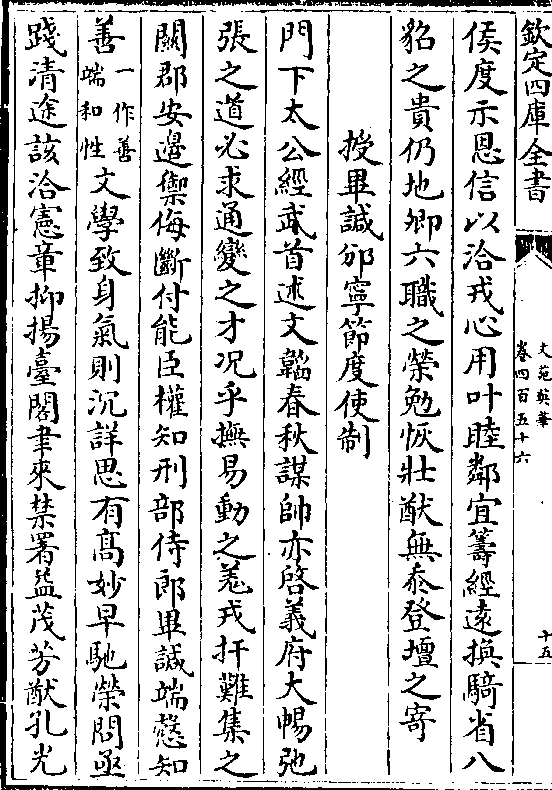 欽定四庫全書
文苑英華
卷四百五十六
十五
侯度示恩信以洽戎心用叶睦鄰宜籌經遠換騎省八
貂之貴仍地卿六職之榮勉恢壯猷無忝登壇之寄
授畢諴邠寧節度使制
門下太公經武首述文韜春秋謀帥亦啓義府大暢弛
張之道必求通變之才况乎撫易動之羌戎扞難集之
關郡安邊禦侮斷付能臣權知刑部侍郎畢諴端慤知
善一作善端和性文學致身氣則沉詳思有髙妙早馳榮問亟
踐清途該洽憲章抑揚臺閣聿來禁署益茂芳猷孔光